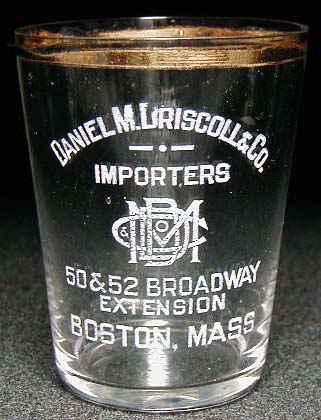 DANIEL M. DRISCOLL & CO.
IMPORTERS
50 & 52 BROADWAY
EXTENSION
BOSTON, MASS